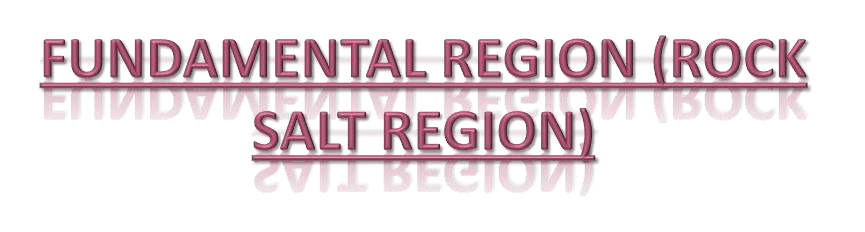 FUNDAMENTAL REGION (ROCK
SALT REGION)